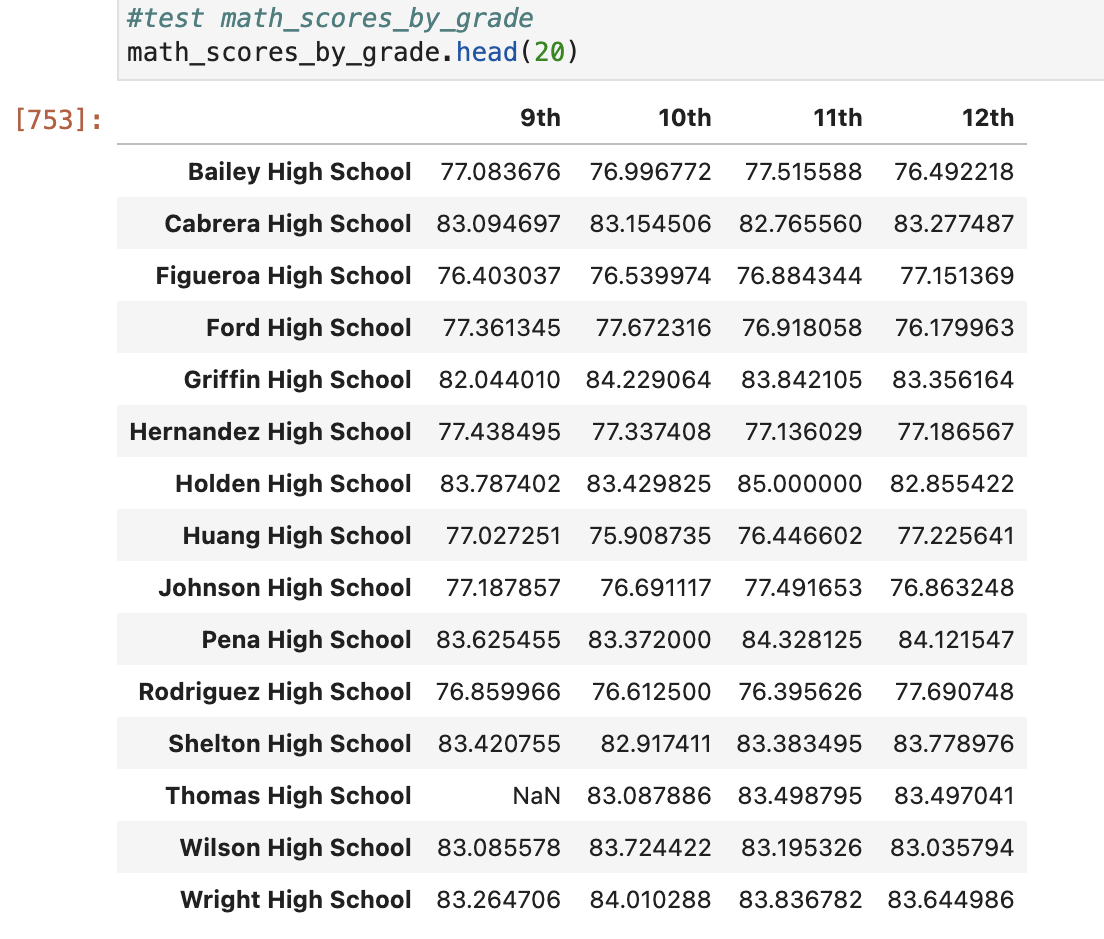 #test math_scores_by_grade
math_scores_by_grade.head(20)
[753]:
9th 10th 11th 12th
Bailey High School 77.083676 76.996772 77.515588 76.492218
Cabrera High School 83.094697 83.154506 82.765560 83.277487
Figueroa High School 76.403037 76.539974 76.884344 77.151369
Ford High School 77.361345 77.672316 76.918058 76.179963
Griffin High School 82.044010 84.229064 83.842105 83.356164
Hernandez High School 77.438495 77.337408 77.136029 77.186567
Holden High School 83.787402 83.429825 85.000000 82.855422
Huang High School 77.027251 75.908735 76.446602 77.225641
Johnson High School 77.187857 76.691117 77.491653 76.863248
Pena High School 83.625455 83.372000 84.328125 84.121547
Rodriguez High School 76.859966 76.612500 76.395626 77.690748
Shelton High School 83.420755 82.917411 83.383495 83.778976
Thomas High School NaN 83.087886 83.498795 83.497041
Wilson High School 83.085578 83.724422 83.195326 83.035794
Wright High School 83.264706 84.010288 83.836782 83.644986